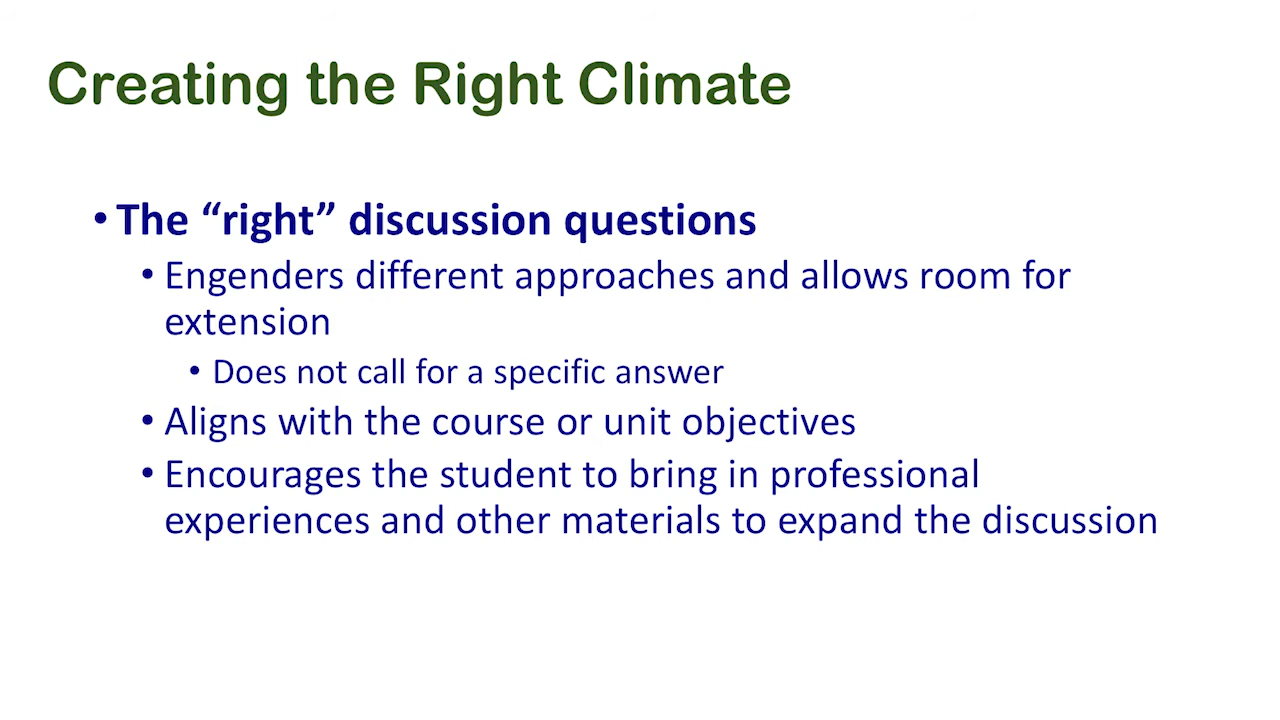 Creating the Right Climate
• The “right” discussion questions
• Engenders different approaches and allows room for
extension
• Does not call for a specific answer
• Aligns with the course or unit objectives
• Encourages the student to bring in professional
experiences and other materials to expand the discussion